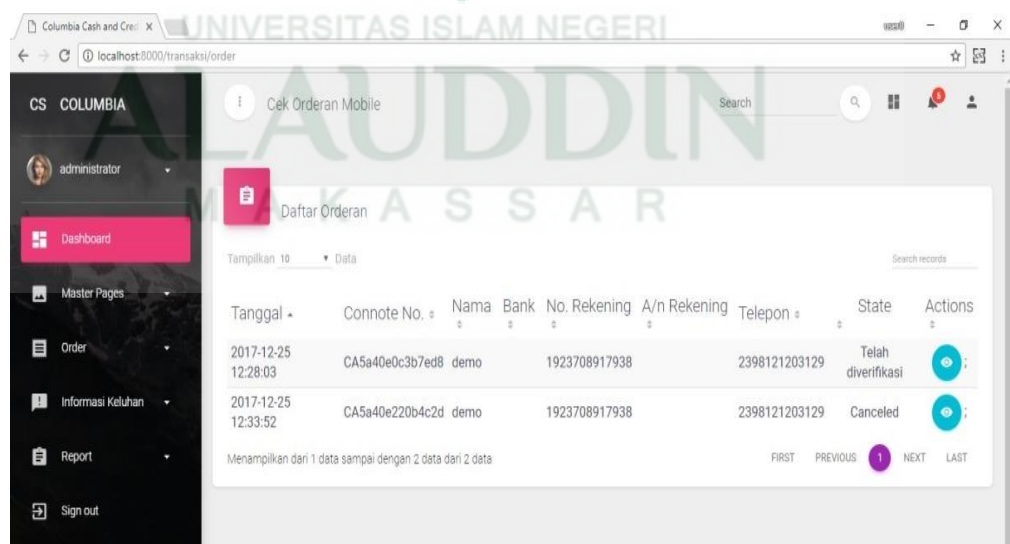 UNIVERSITAS ISLAM NEGERI
ALAUDDIN
MAKASSAR
Columbia Cash and Cre
localhost:8000/transaksi/order
CS COLUMBIA
Cek Orderan Mobile
Search
5
administrator
Daftar Orderan
Dashboard
Tampilkan 10 Data
Search records
Master Pages
Tanggal Connote No. Nama Bank No. Rekening A/n Rekening Telepon State Actions
Order
2017-12-25 12:28:03 CA5a40e0c3b7ed8 demo 1923708917938 2398121203129 Telah diverifikasi ;
Informasi Keluhan
2017-12-25 12:33:52 CA5a40e220b4c2d demo 1923708917938 2398121203129 Canceled ;
Report
Menampilkan dari 1 data sampai dengan 2 data dari 2 data
FIRST PREVIOUS 1 NEXT LAST
Sign out